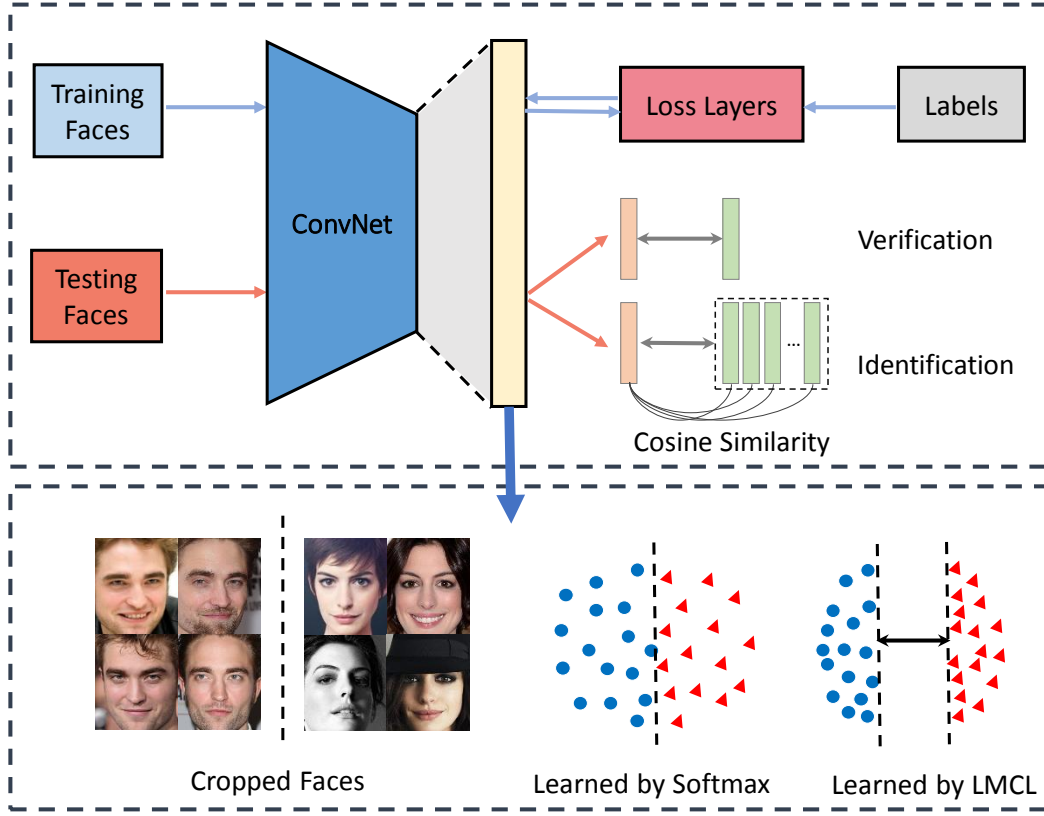 Training
Faces
ConvNet
Loss Layers
Labels
Testing
Faces
Verification
...
Identification
Cosine Similarity
Cropped Faces
Learned by Softmax
Learned by LMCL